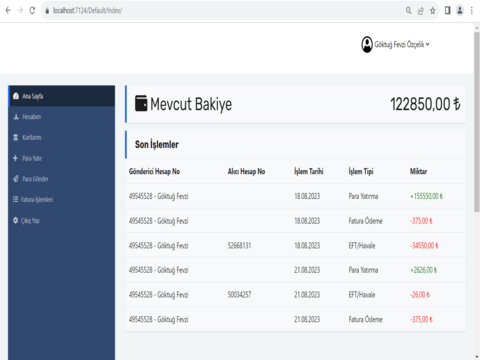 localhost:7124/Default/Index/
Göktuğ Fevzi Özçelik
Ana Sayfa
Hesabım
Kartlarım
Para Yatır
Para Gönder
Fatura İşlemleri
Çıkış Yap
Mevcut Bakiye 122850,00 ₺
Son İşlemler
Gönderici Hesap No Alıcı Hesap No İşlem Tarihi İşlem Tipi Miktar
49545528 - Göktuğ Fevzi 18.08.2023 Para Yatırma +155550,00 ₺
49545528 - Göktuğ Fevzi 18.08.2023 Fatura Ödeme -375,00 ₺
49545528 - Göktuğ Fevzi 52668131 18.08.2023 EFT/Havale -34550,00 ₺
49545528 - Göktuğ Fevzi 21.08.2023 Para Yatırma +2626,00 ₺
49545528 - Göktuğ Fevzi 50034257 21.08.2023 EFT/Havale -26,00 ₺
49545528 - Göktuğ Fevzi 21.08.2023 Fatura Ödeme -375,00 ₺